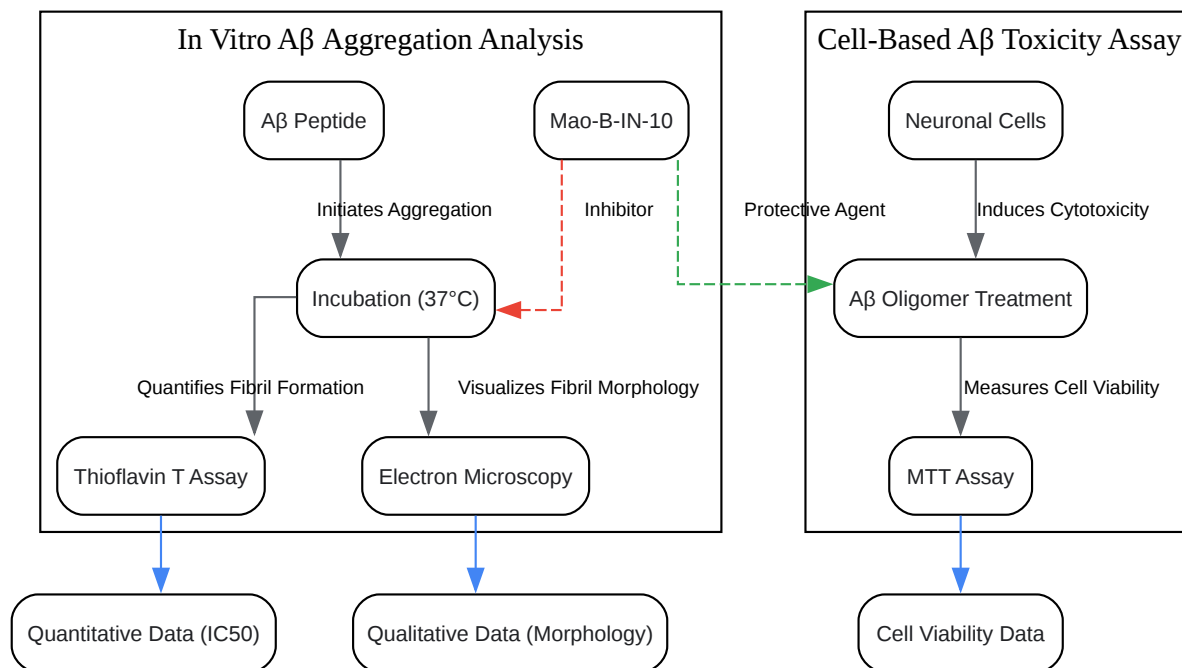 In Vitro Aβ Aggregation Analysis
Cell-Based Aβ Toxicity Assay
Aβ Peptide
Mao-B-IN-10
Neuronal Cells
Initiates Aggregation
Inhibitor
Protective Agent
Induces Cytotoxicity
Incubation (37°C)
Aβ Oligomer Treatment
Quantifies Fibril Formation
Visualizes Fibril Morphology
Measures Cell Viability
Thioflavin T Assay
Electron Microscopy
MTT Assay
Quantitative Data (IC50)
Qualitative Data (Morphology)
Cell Viability Data